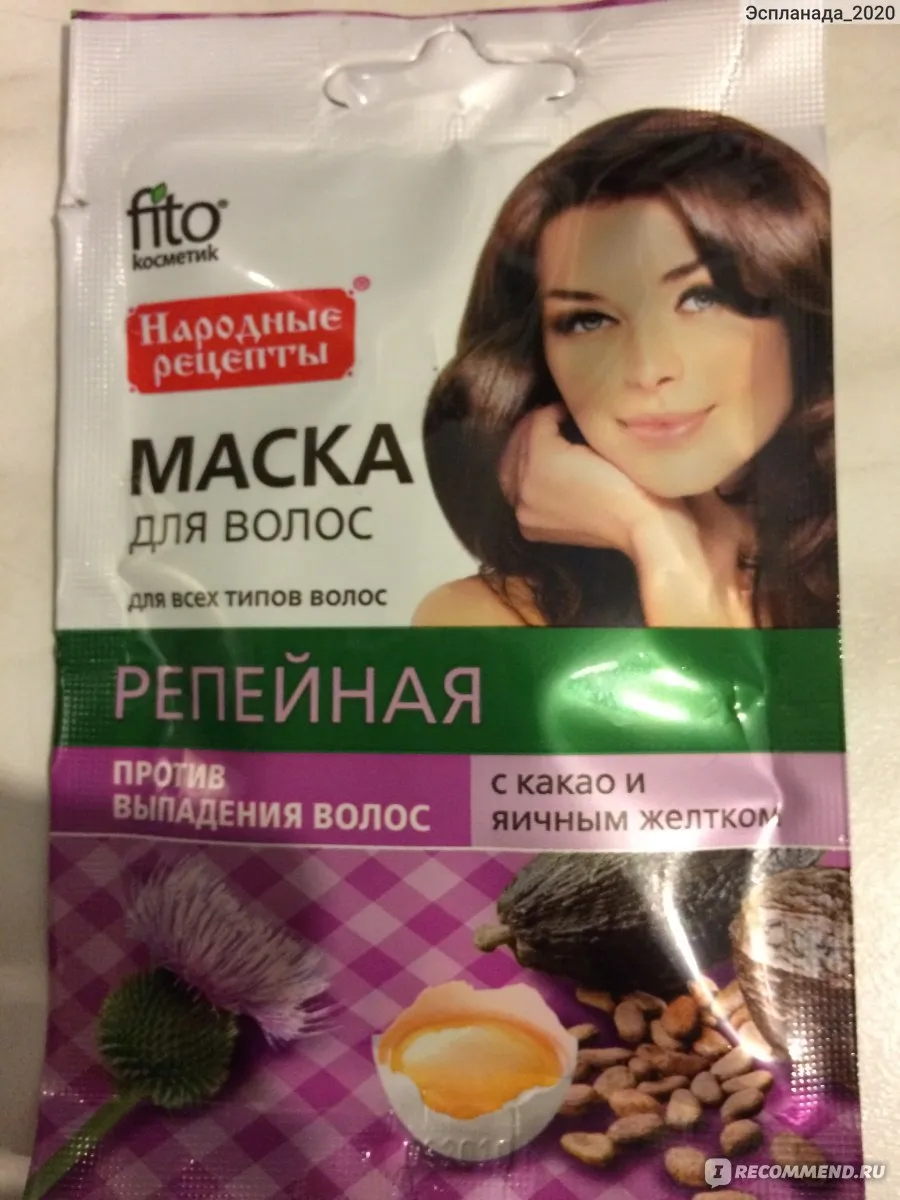 Эспланада_2020
fito®
косметик
Народные ®
рецепты
МАСКА
ДЛЯ ВОЛОС
для всех типов волос
РЕПЕЙНАЯ
ПРОТИВ
ВЫПАДЕНИЯ ВОЛОС
с какао и
яичным желтком
IRECOMMEND.RU